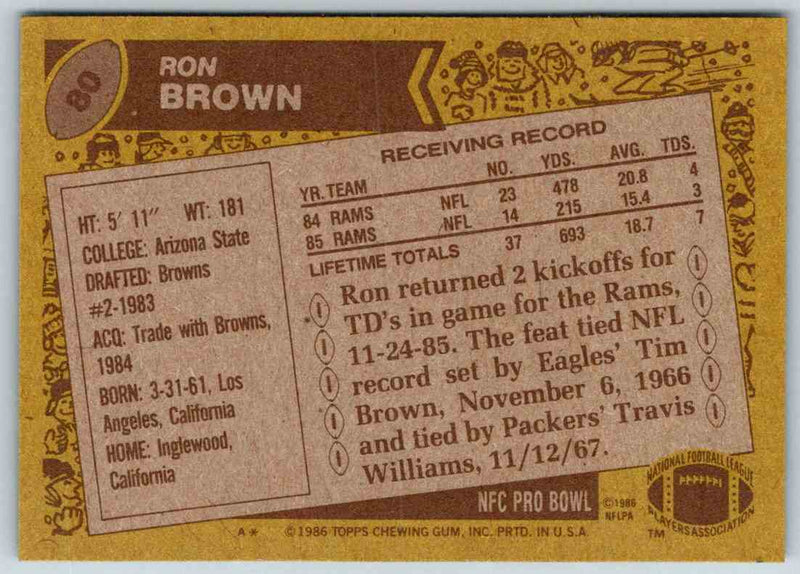 80
RON
BROWN
HT: 5' 11" WT: 181
COLLEGE: Arizona State
DRAFTED: Browns
#2-1983
ACQ: Trade with Browns,
1984
BORN: 3-31-61, Los
Angeles, California
HOME: Inglewood,
California
RECEIVING RECORD
YR. TEAM NO. YDS. AVG. TDS.
84 RAMS NFL 23 478 20.8 4
85 RAMS NFL 14 215 15.4 3
LIFETIME TOTALS 37 693 18.7 7
Ron returned 2 kickoffs for
TD's in game for the Rams,
11-24-85. The feat tied NFL
record set by Eagles' Tim
Brown, November 6, 1966
and tied by Packers' Travis
Williams, 11/12/67.
NFC PRO BOWL
©1986
NFLPA
NATIONAL FOOTBALL LEAGUE
PLAYERS ASSOCIATION
TM
A* ©1986 TOPPS CHEWING GUM, INC. PRTD. IN U.S.A.